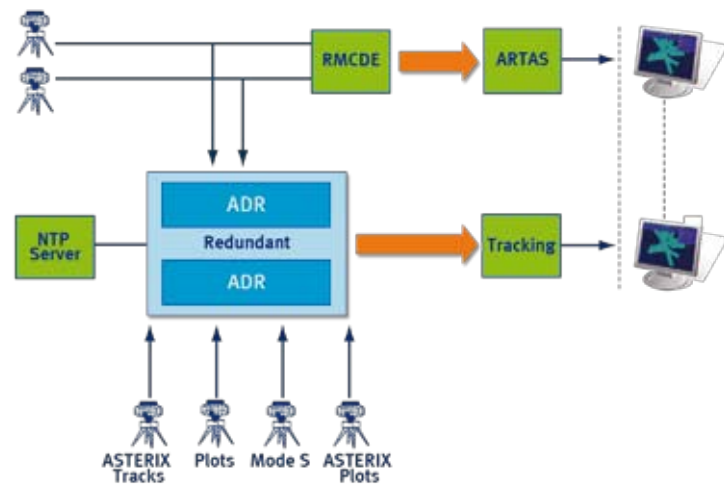 RMCDE
ARTAS
ADR
NTP
Server
Redundant
Tracking
ADR
ASTERIX
Tracks
Plots
Mode S
ASTERIX
Plots